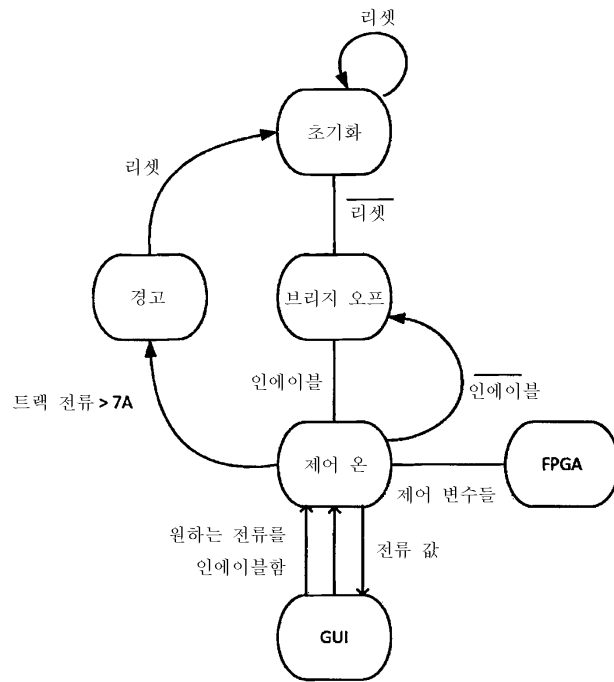 리셋
초기화
리셋
리셋
경고
브리지 오프
인에이블
인에이블
트랙 전류 > 7A
제어 온
FPGA
제어 변수들
원하는 전류를
인에이블함
전류 값
GUI